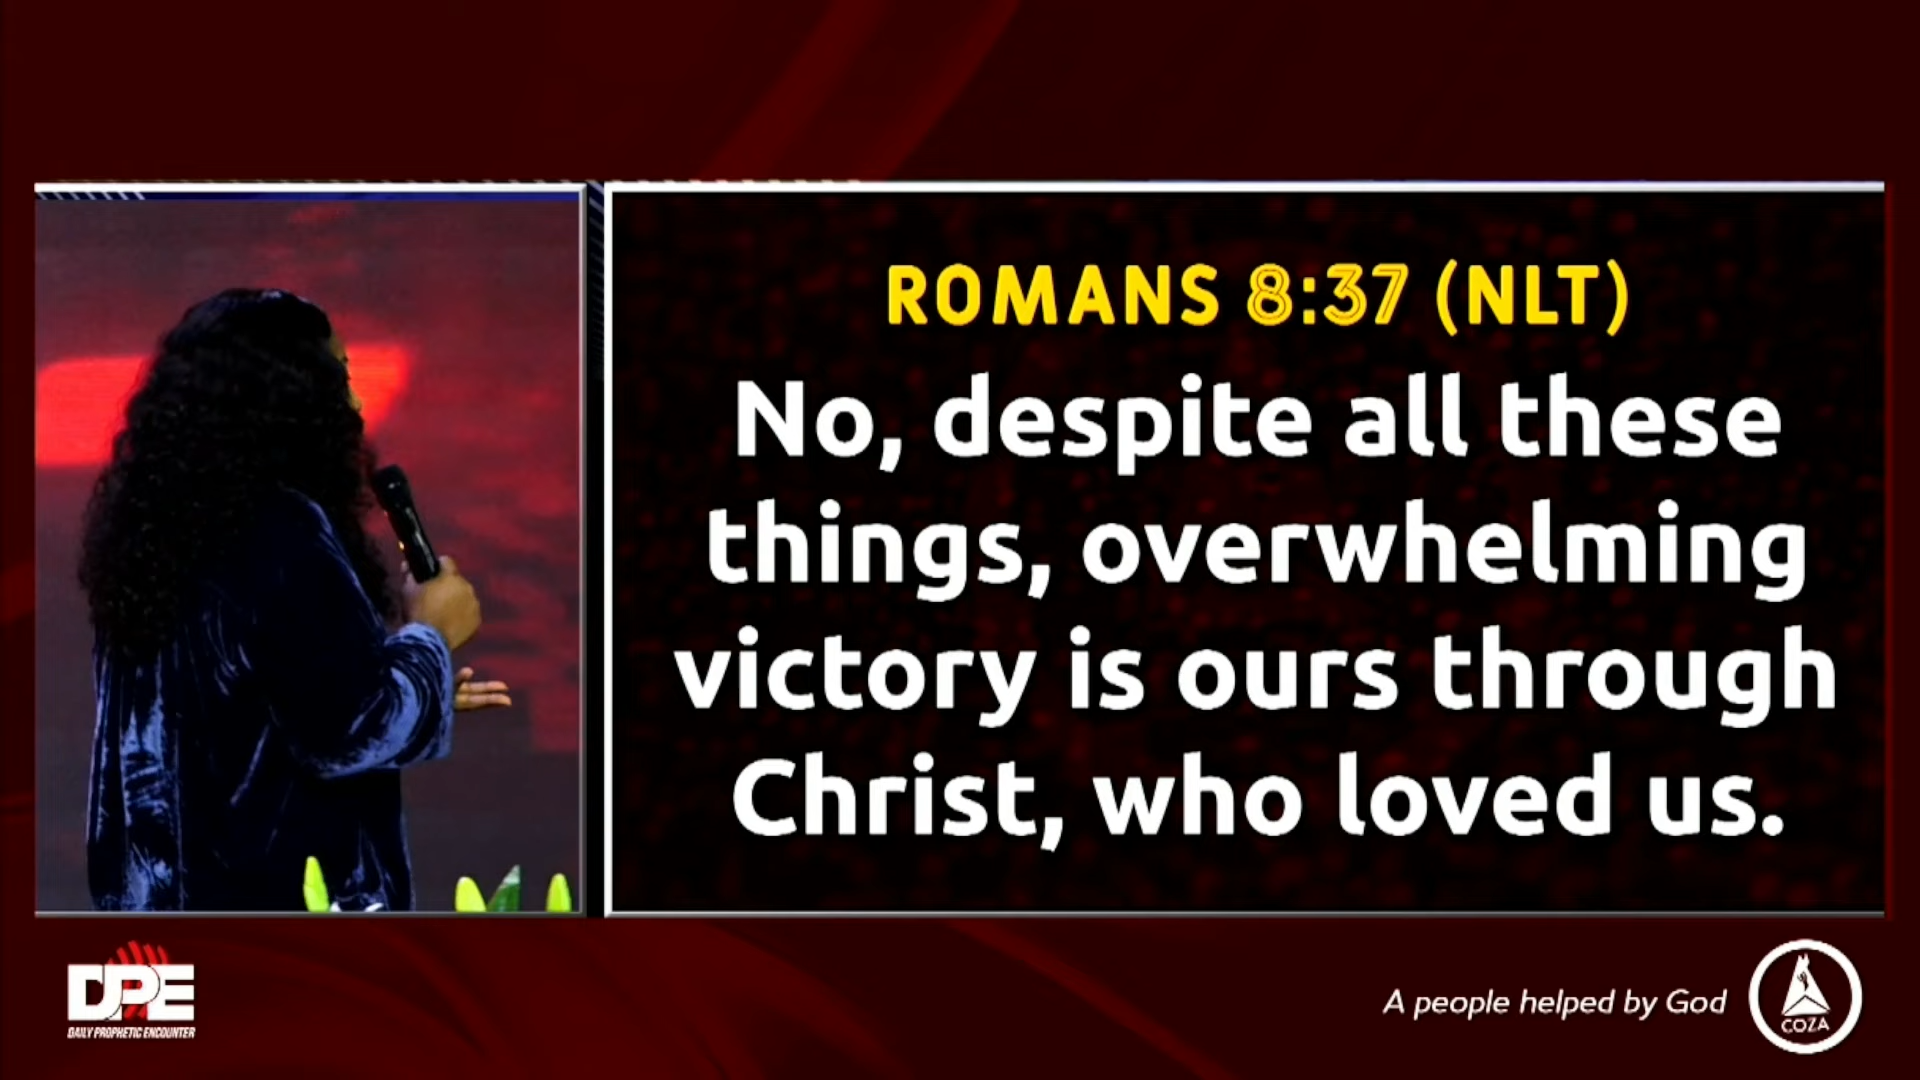 ROMANS 8:37 (NLT)
No, despite all these
things, overwhelming
victory is ours through
Christ, who loved us.
DPE
DAILY PROPHETIC ENCOUNTER
A people helped by God
COZA